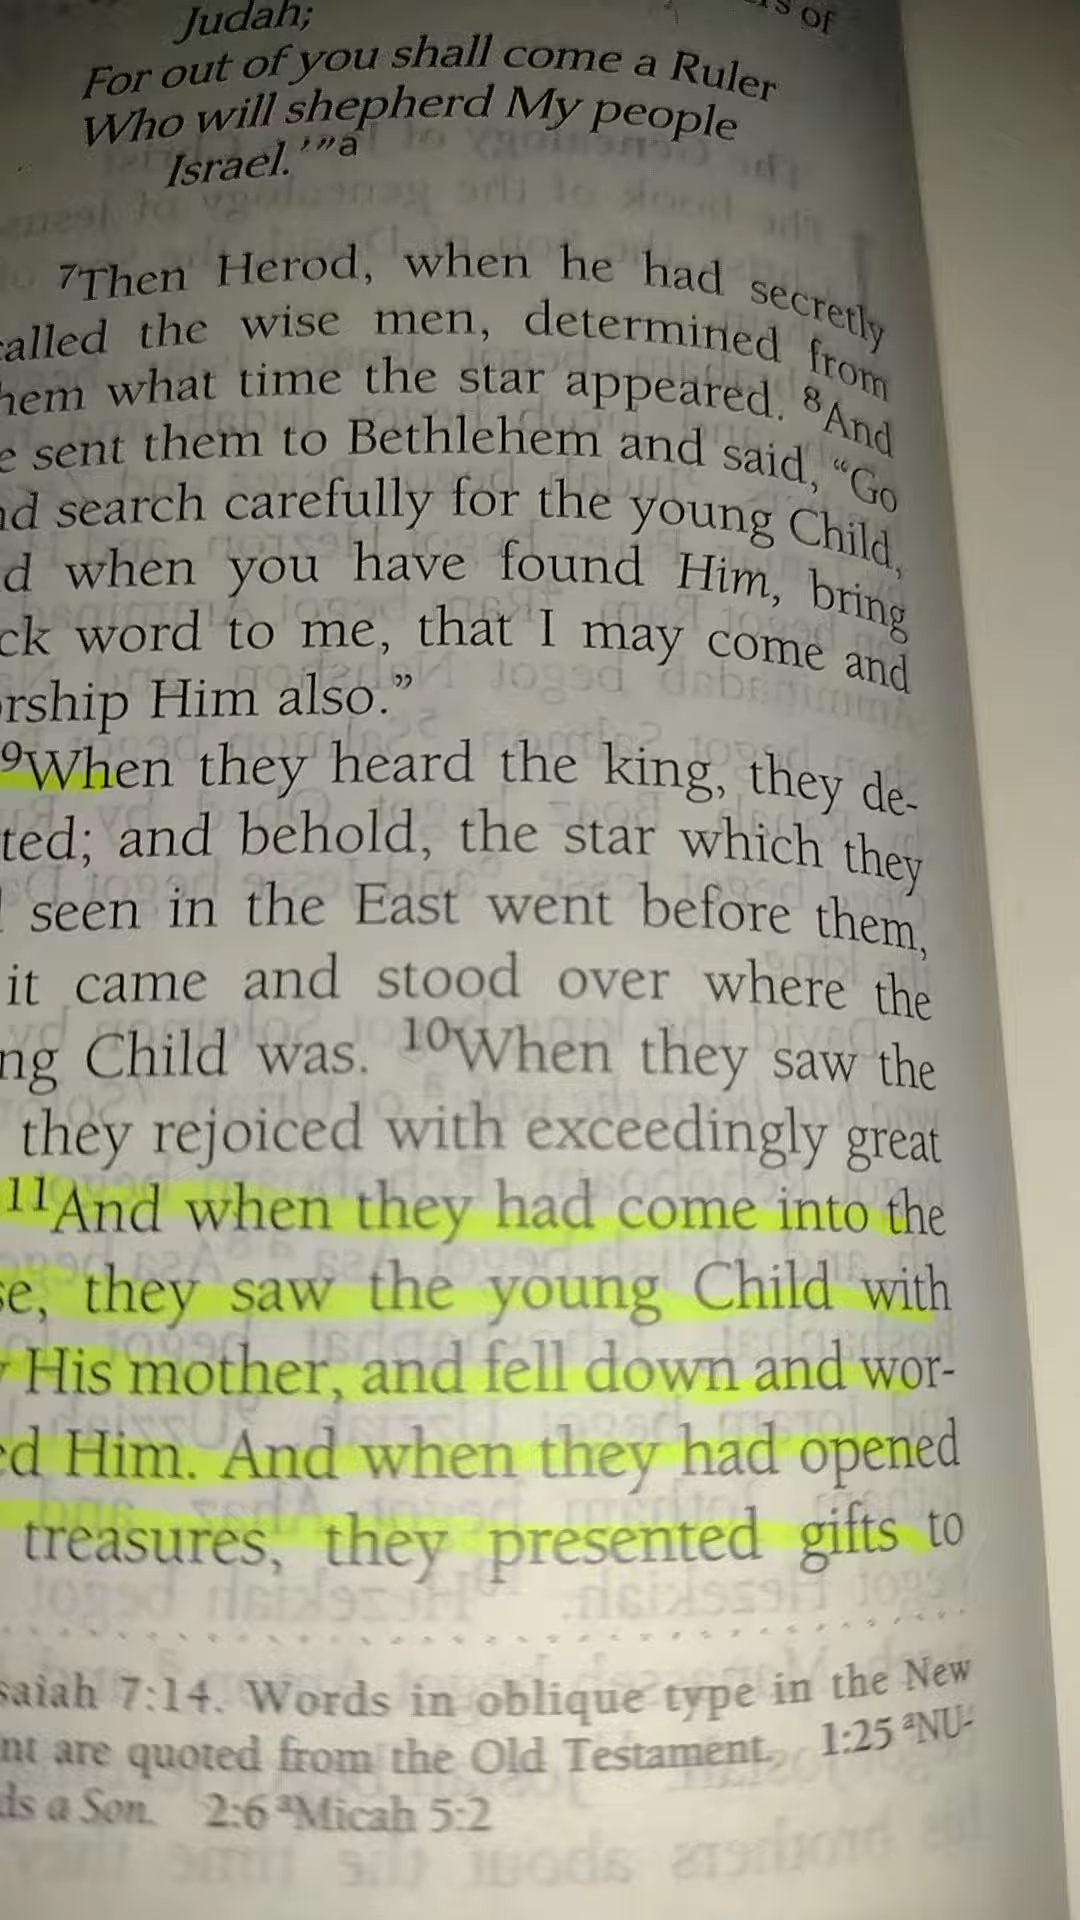 rs of
Judah;
For out of you shall come a Ruler
Who will shepherd My people
Israel.’”a
7Then Herod, when he had secretly
called the wise men, determined from
hem what time the star appeared. 8And
e sent them to Bethlehem and said, “Go
nd search carefully for the young Child,
d when you have found Him, bring
ck word to me, that I may come and
rship Him also.”
9When they heard the king, they de-
ted; and behold, the star which they
seen in the East went before them,
it came and stood over where the
ng Child was. 10When they saw the
they rejoiced with exceedingly great
11And when they had come into the
se, they saw the young Child with
His mother, and fell down and wor-
ed Him. And when they had opened
treasures, they presented gifts to
saiah 7:14. Words in oblique type in the New
nt are quoted from the Old Testament. 1:25 aNU-
ds a Son. 2:6 aMicah 5:2